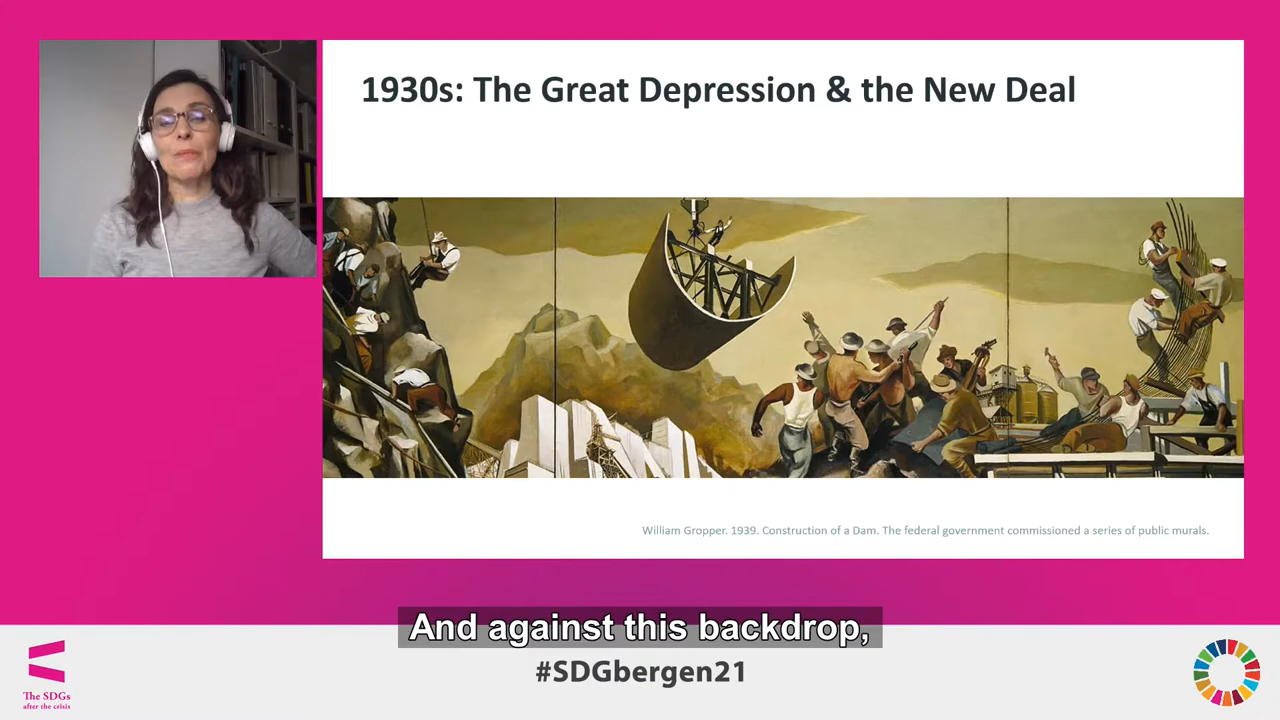 1930s: The Great Depression & the New Deal
William Gropper. 1939. Construction of a Dam. The federal government commissioned a series of public murals.
And against this backdrop,
#SDGbergen21
The SDGs
after the crisis